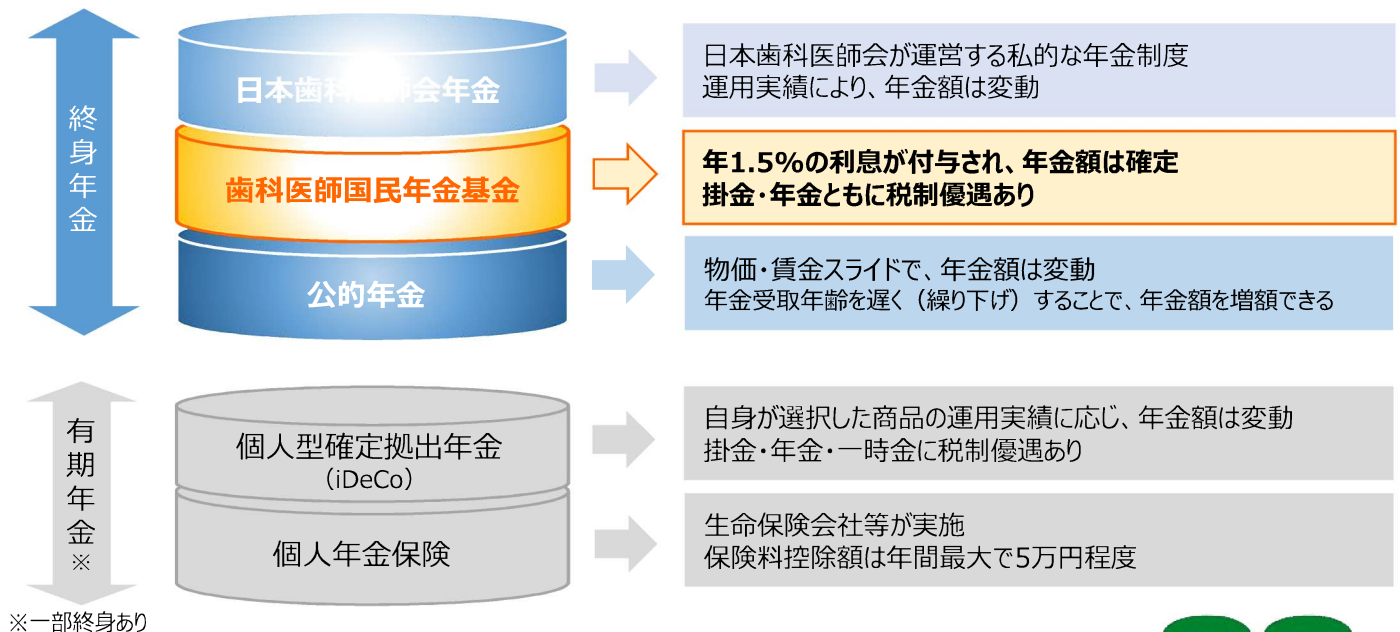 終身年金
日本歯科医師会年金
日本歯科医師会が運営する私的な年金制度
運用実績により、年金額は変動
歯科医師国民年金基金
年1.5%の利息が付与され、年金額は確定
掛金・年金ともに税制優遇あり
公的年金
物価・賃金スライドで、年金額は変動
年金受取年齢を遅く（繰り下げ）することで、年金額を増額できる
有期年金※
個人型確定拠出年金
（iDeCo）
自身が選択した商品の運用実績に応じ、年金額は変動
掛金・年金・一時金に税制優遇あり
個人年金保険
生命保険会社等が実施
保険料控除額は年間最大で5万円程度
※一部終身あり